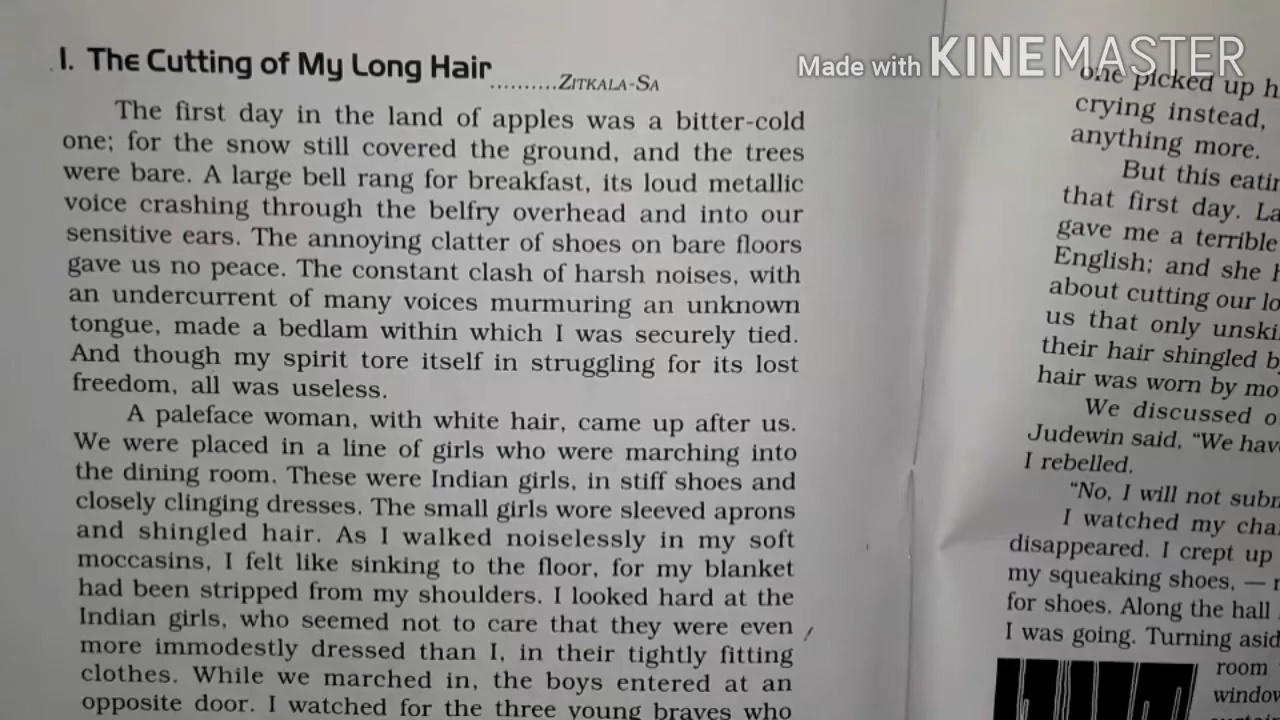 I. The Cutting of My Long Hair
..........ZITKALA-SA
The first day in the land of apples was a bitter-cold
one; for the snow still covered the ground, and the trees
were bare. A large bell rang for breakfast, its loud metallic
voice crashing through the belfry overhead and into our
sensitive ears. The annoying clatter of shoes on bare floors
gave us no peace. The constant clash of harsh noises, with
an undercurrent of many voices murmuring an unknown
tongue, made a bedlam within which I was securely tied.
And though my spirit tore itself in struggling for its lost
freedom, all was useless.
A paleface woman, with white hair, came up after us.
We were placed in a line of girls who were marching into
the dining room. These were Indian girls, in stiff shoes and
closely clinging dresses. The small girls wore sleeved aprons
and shingled hair. As I walked noiselessly in my soft
moccasins, I felt like sinking to the floor, for my blanket
had been stripped from my shoulders. I looked hard at the
Indian girls, who seemed not to care that they were even
more immodestly dressed than I, in their tightly fitting
clothes. While we marched in, the boys entered at an
opposite door. I watched for the three young braves who
Made with KINEMASTER
one picked up
crying instead,
anything more.
But this
that first day.
gave me a terrible
English; and she
about cutting our
us that only
their hair shingled
hair was worn by
We discussed
Judewin said, "We
I rebelled.
"No, I will not
I watched my
disappeared. I crept up
my squeaking shoes, —
for shoes. Along the hall
I was going. Turning
room